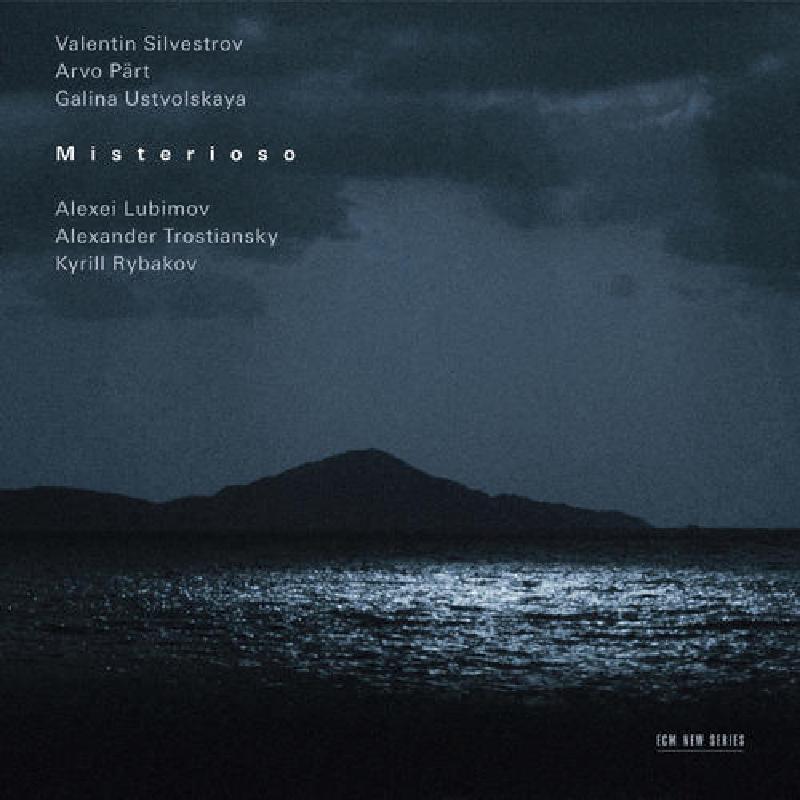 Valentin Silvestrov
Arvo Pärt
Galina Ustvolskaya
Misterioso
Alexei Lubimov
Alexander Trostiansky
Kyrill Rybakov
ECM NEW SERIES